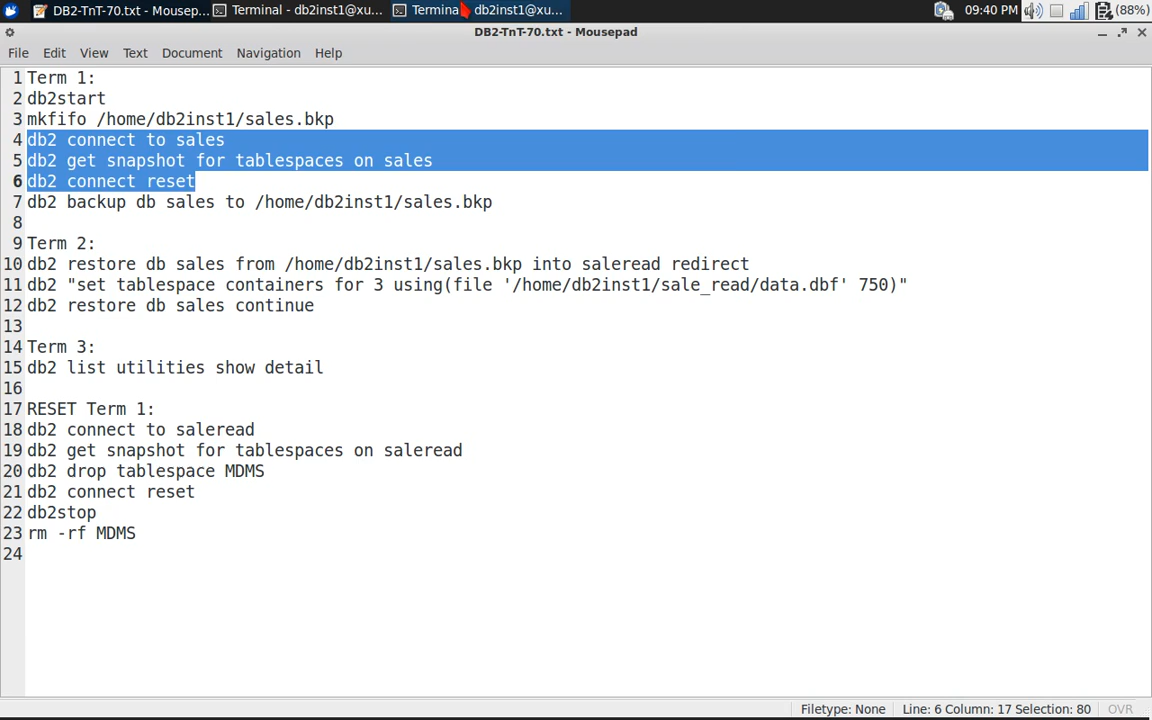 DB2-TnT-70.txt - Mousep...
Terminal - db2inst1@xu...
Termina db2inst1@xu...
09:40 PM
(88%)
DB2-TnT-70.txt - Mousepad
File Edit View Text Document Navigation Help
1 Term 1:
2 db2start
3 mkfifo /home/db2inst1/sales.bkp
4 db2 connect to sales
5 db2 get snapshot for tablespaces on sales
6 db2 connect reset
7 db2 backup db sales to /home/db2inst1/sales.bkp
8
9 Term 2:
10 db2 restore db sales from /home/db2inst1/sales.bkp into saleread redirect
11 db2 "set tablespace containers for 3 using(file '/home/db2inst1/sale_read/data.dbf' 750)"
12 db2 restore db sales continue
13
14 Term 3:
15 db2 list utilities show detail
16
17 RESET Term 1:
18 db2 connect to saleread
19 db2 get snapshot for tablespaces on saleread
20 db2 drop tablespace MDMS
21 db2 connect reset
22 db2stop
23 rm -rf MDMS
24
Filetype: None Line: 6 Column: 17 Selection: 80 OVR